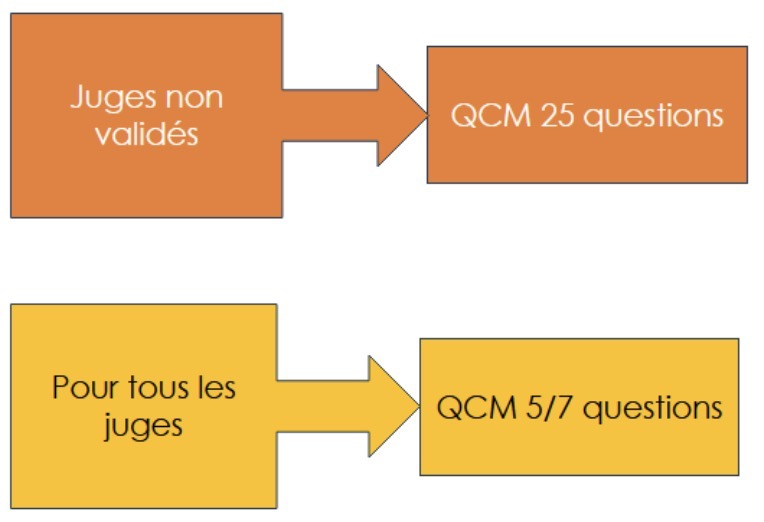 Juges non
validés
QCM 25 questions
Pour tous les
juges
QCM 5/7 questions